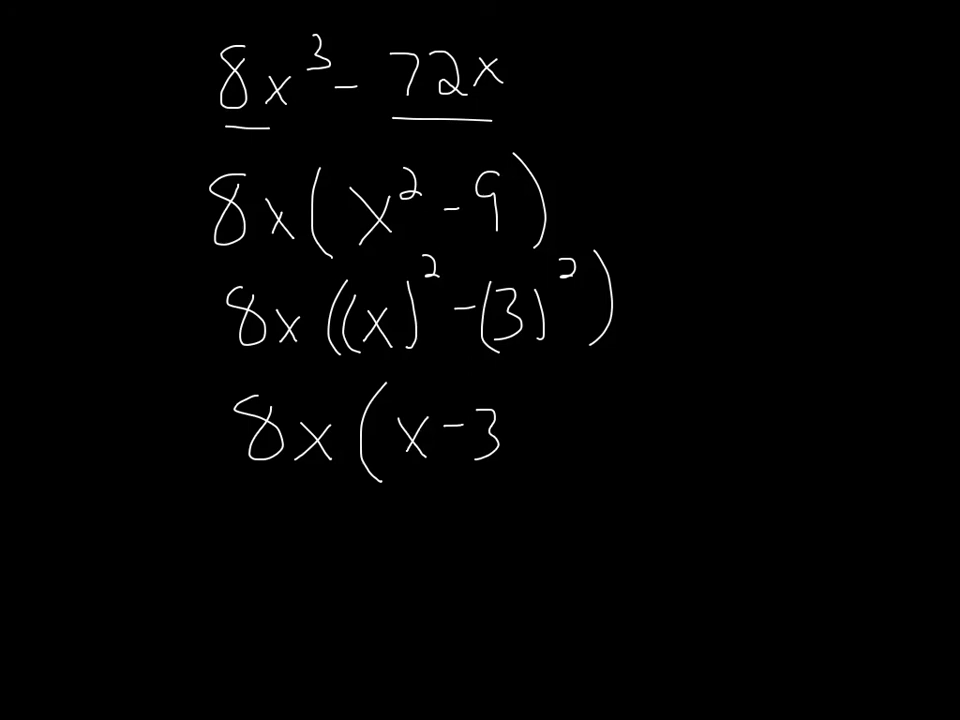 8x³ - 72x
8x(x² - 9)
8x((x)² - (3)²)
8x(x - 3